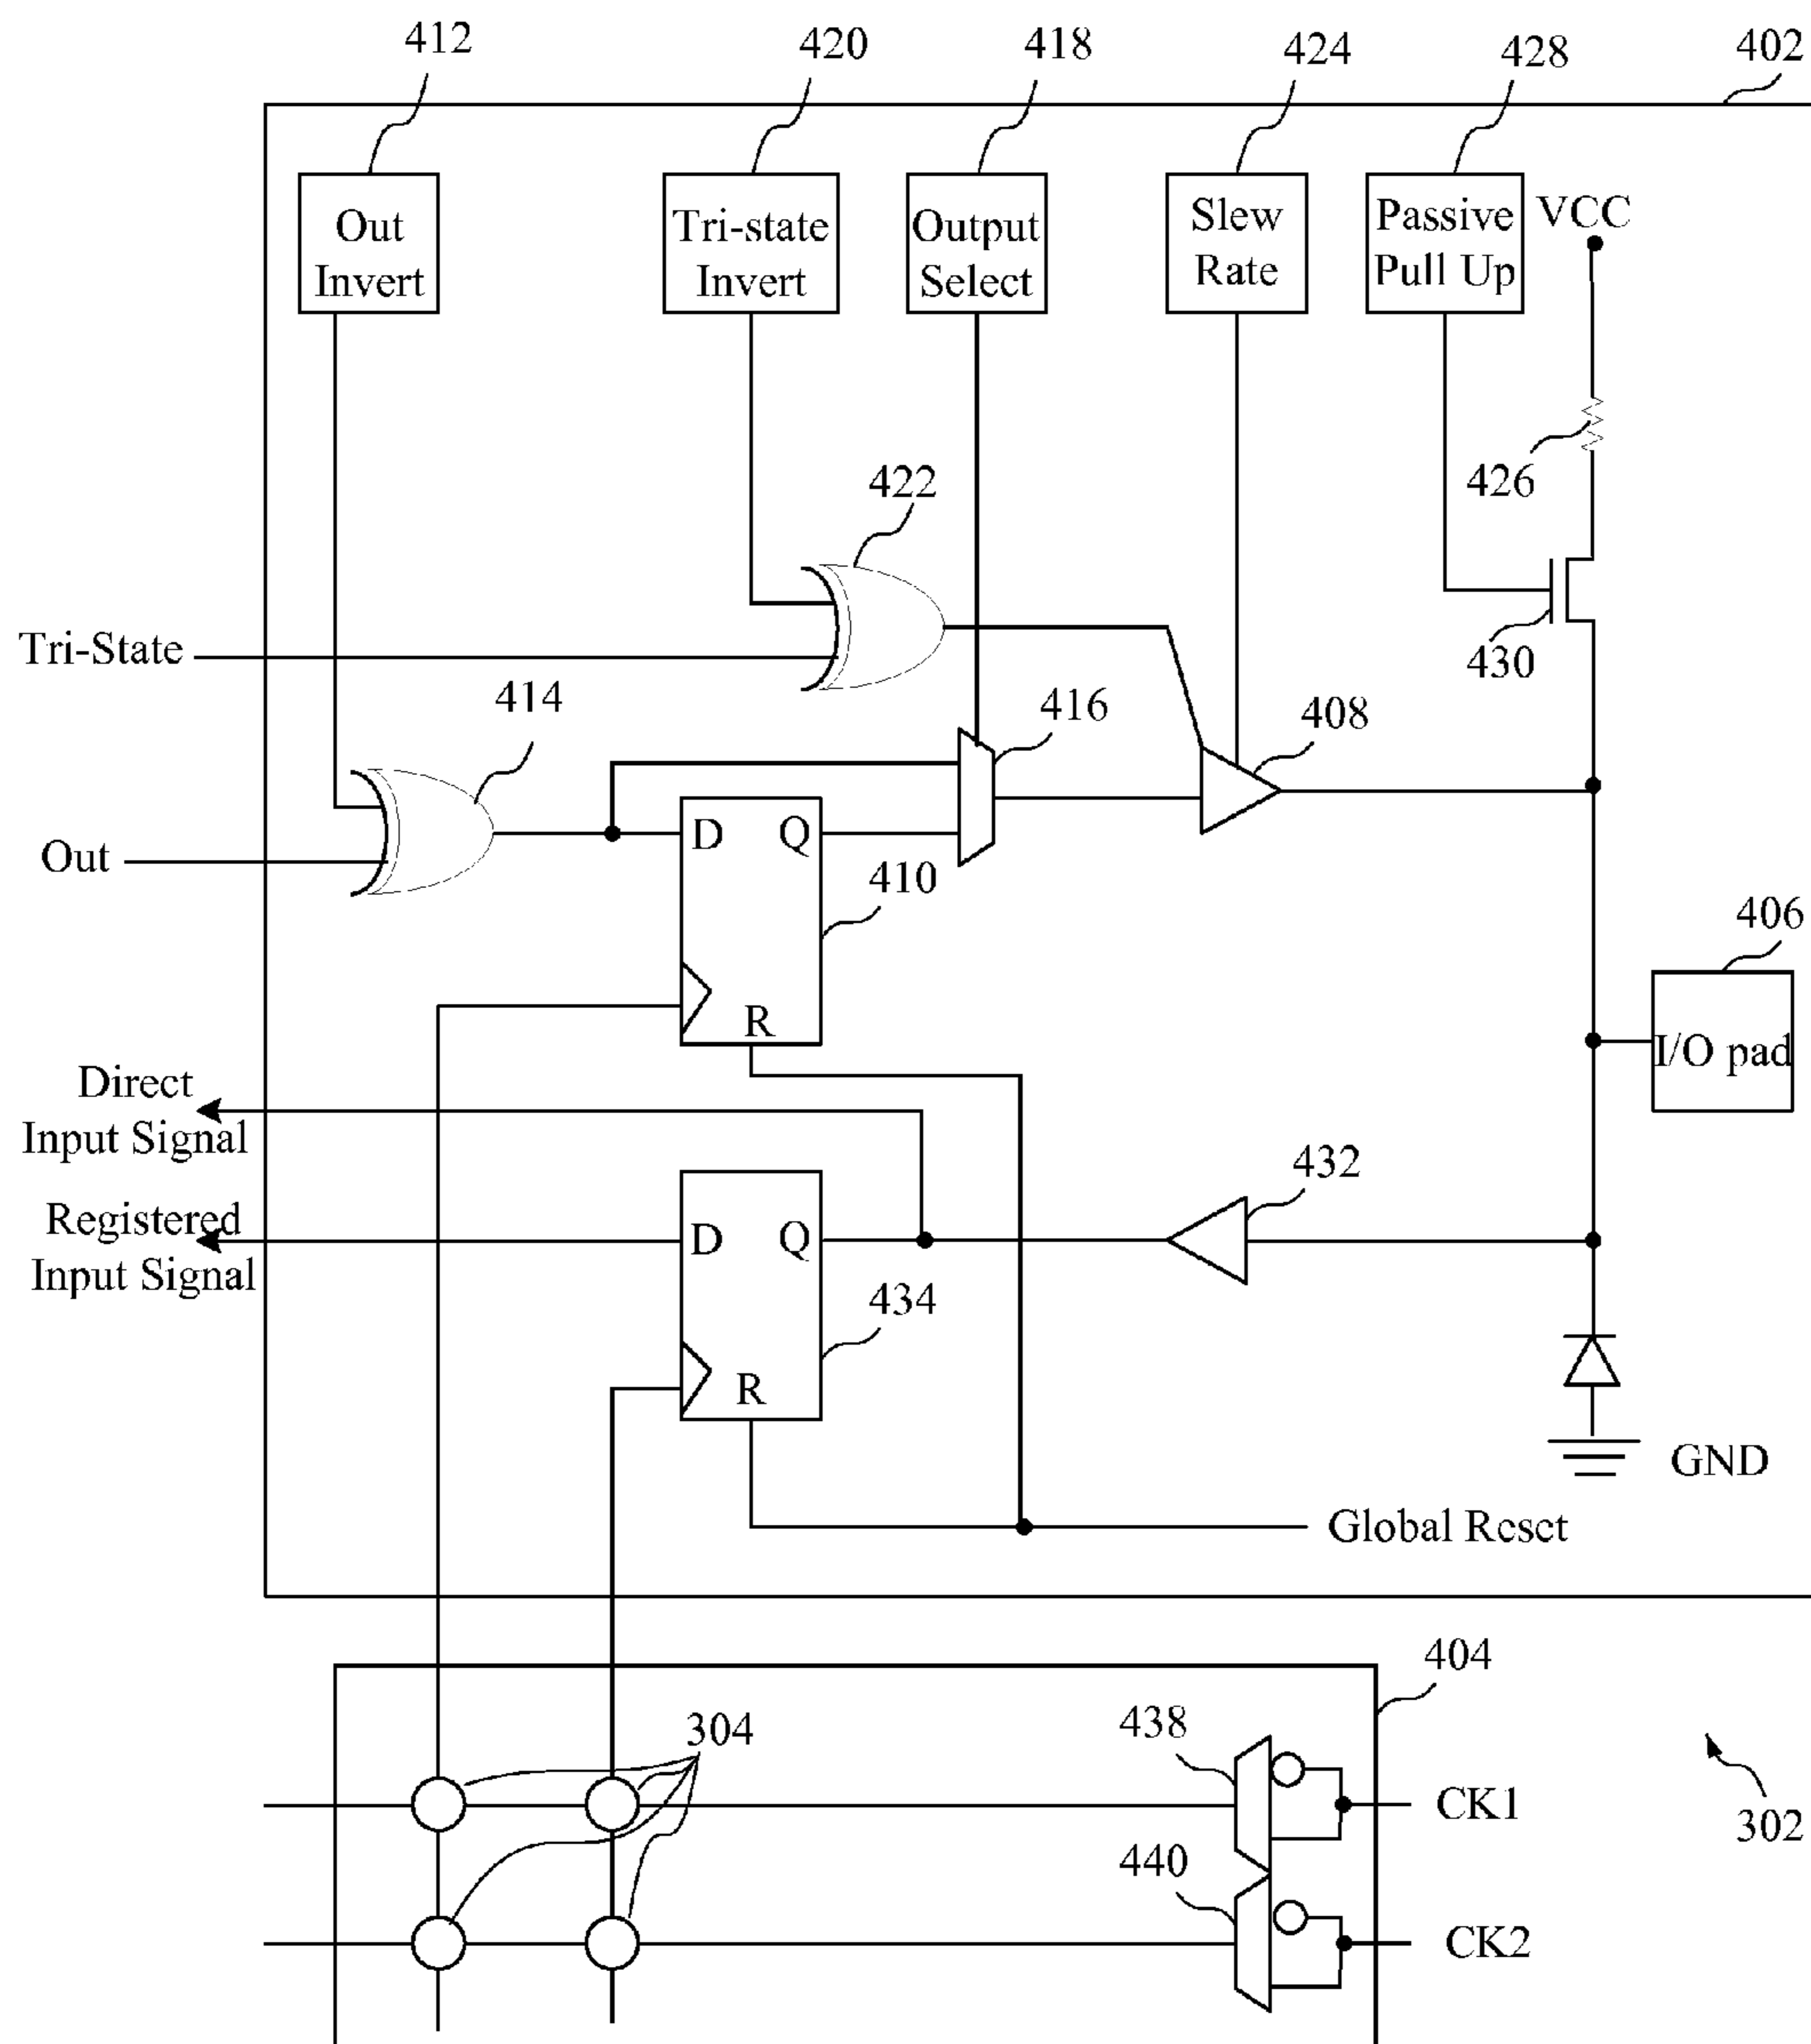 412
420
418
424
428
402
Out
Invert
Tri-state
Invert
Output
Select
Slew
Rate
Passive
Pull Up
VCC
426
422
430
Tri-State
414
416
408
Out
D
Q
410
406
R
I/O pad
Direct
Input Signal
432
Registered
Input Signal
D
Q
434
R
GND
Global Reset
404
304
438
CK1
302
440
CK2